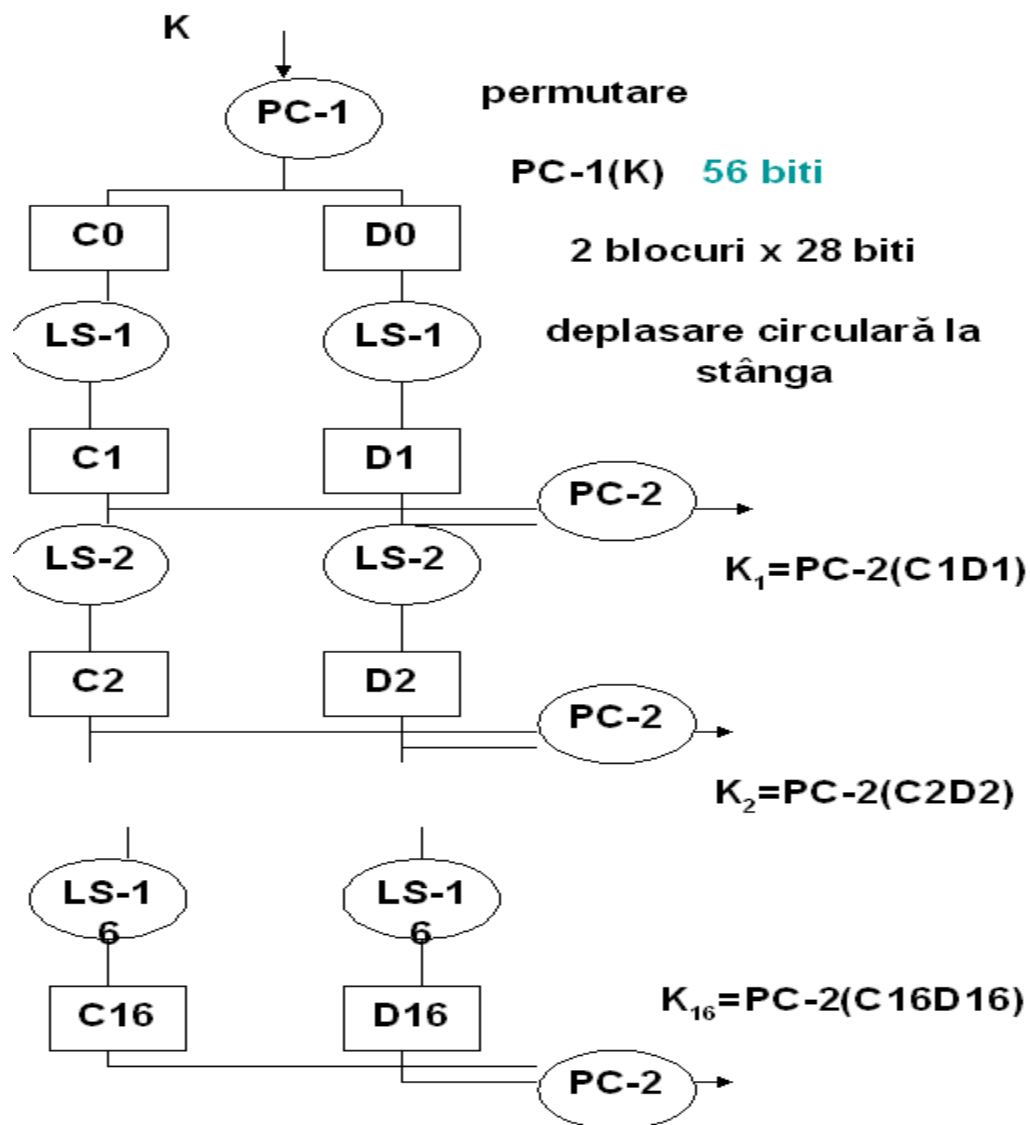 K
PC-1
permutare
PC-1(K) 56 biti
C0 D0
2 blocuri x 28 biti
LS-1 LS-1
deplasare circulară la
stânga
C1 D1
PC-2
LS-2 LS-2
K₁=PC-2(C1D1)
C2 D2
PC-2
K₂=PC-2(C2D2)
LS-1 LS-1
6 6
C16 D16
K₁₆=PC-2(C16D16)
PC-2